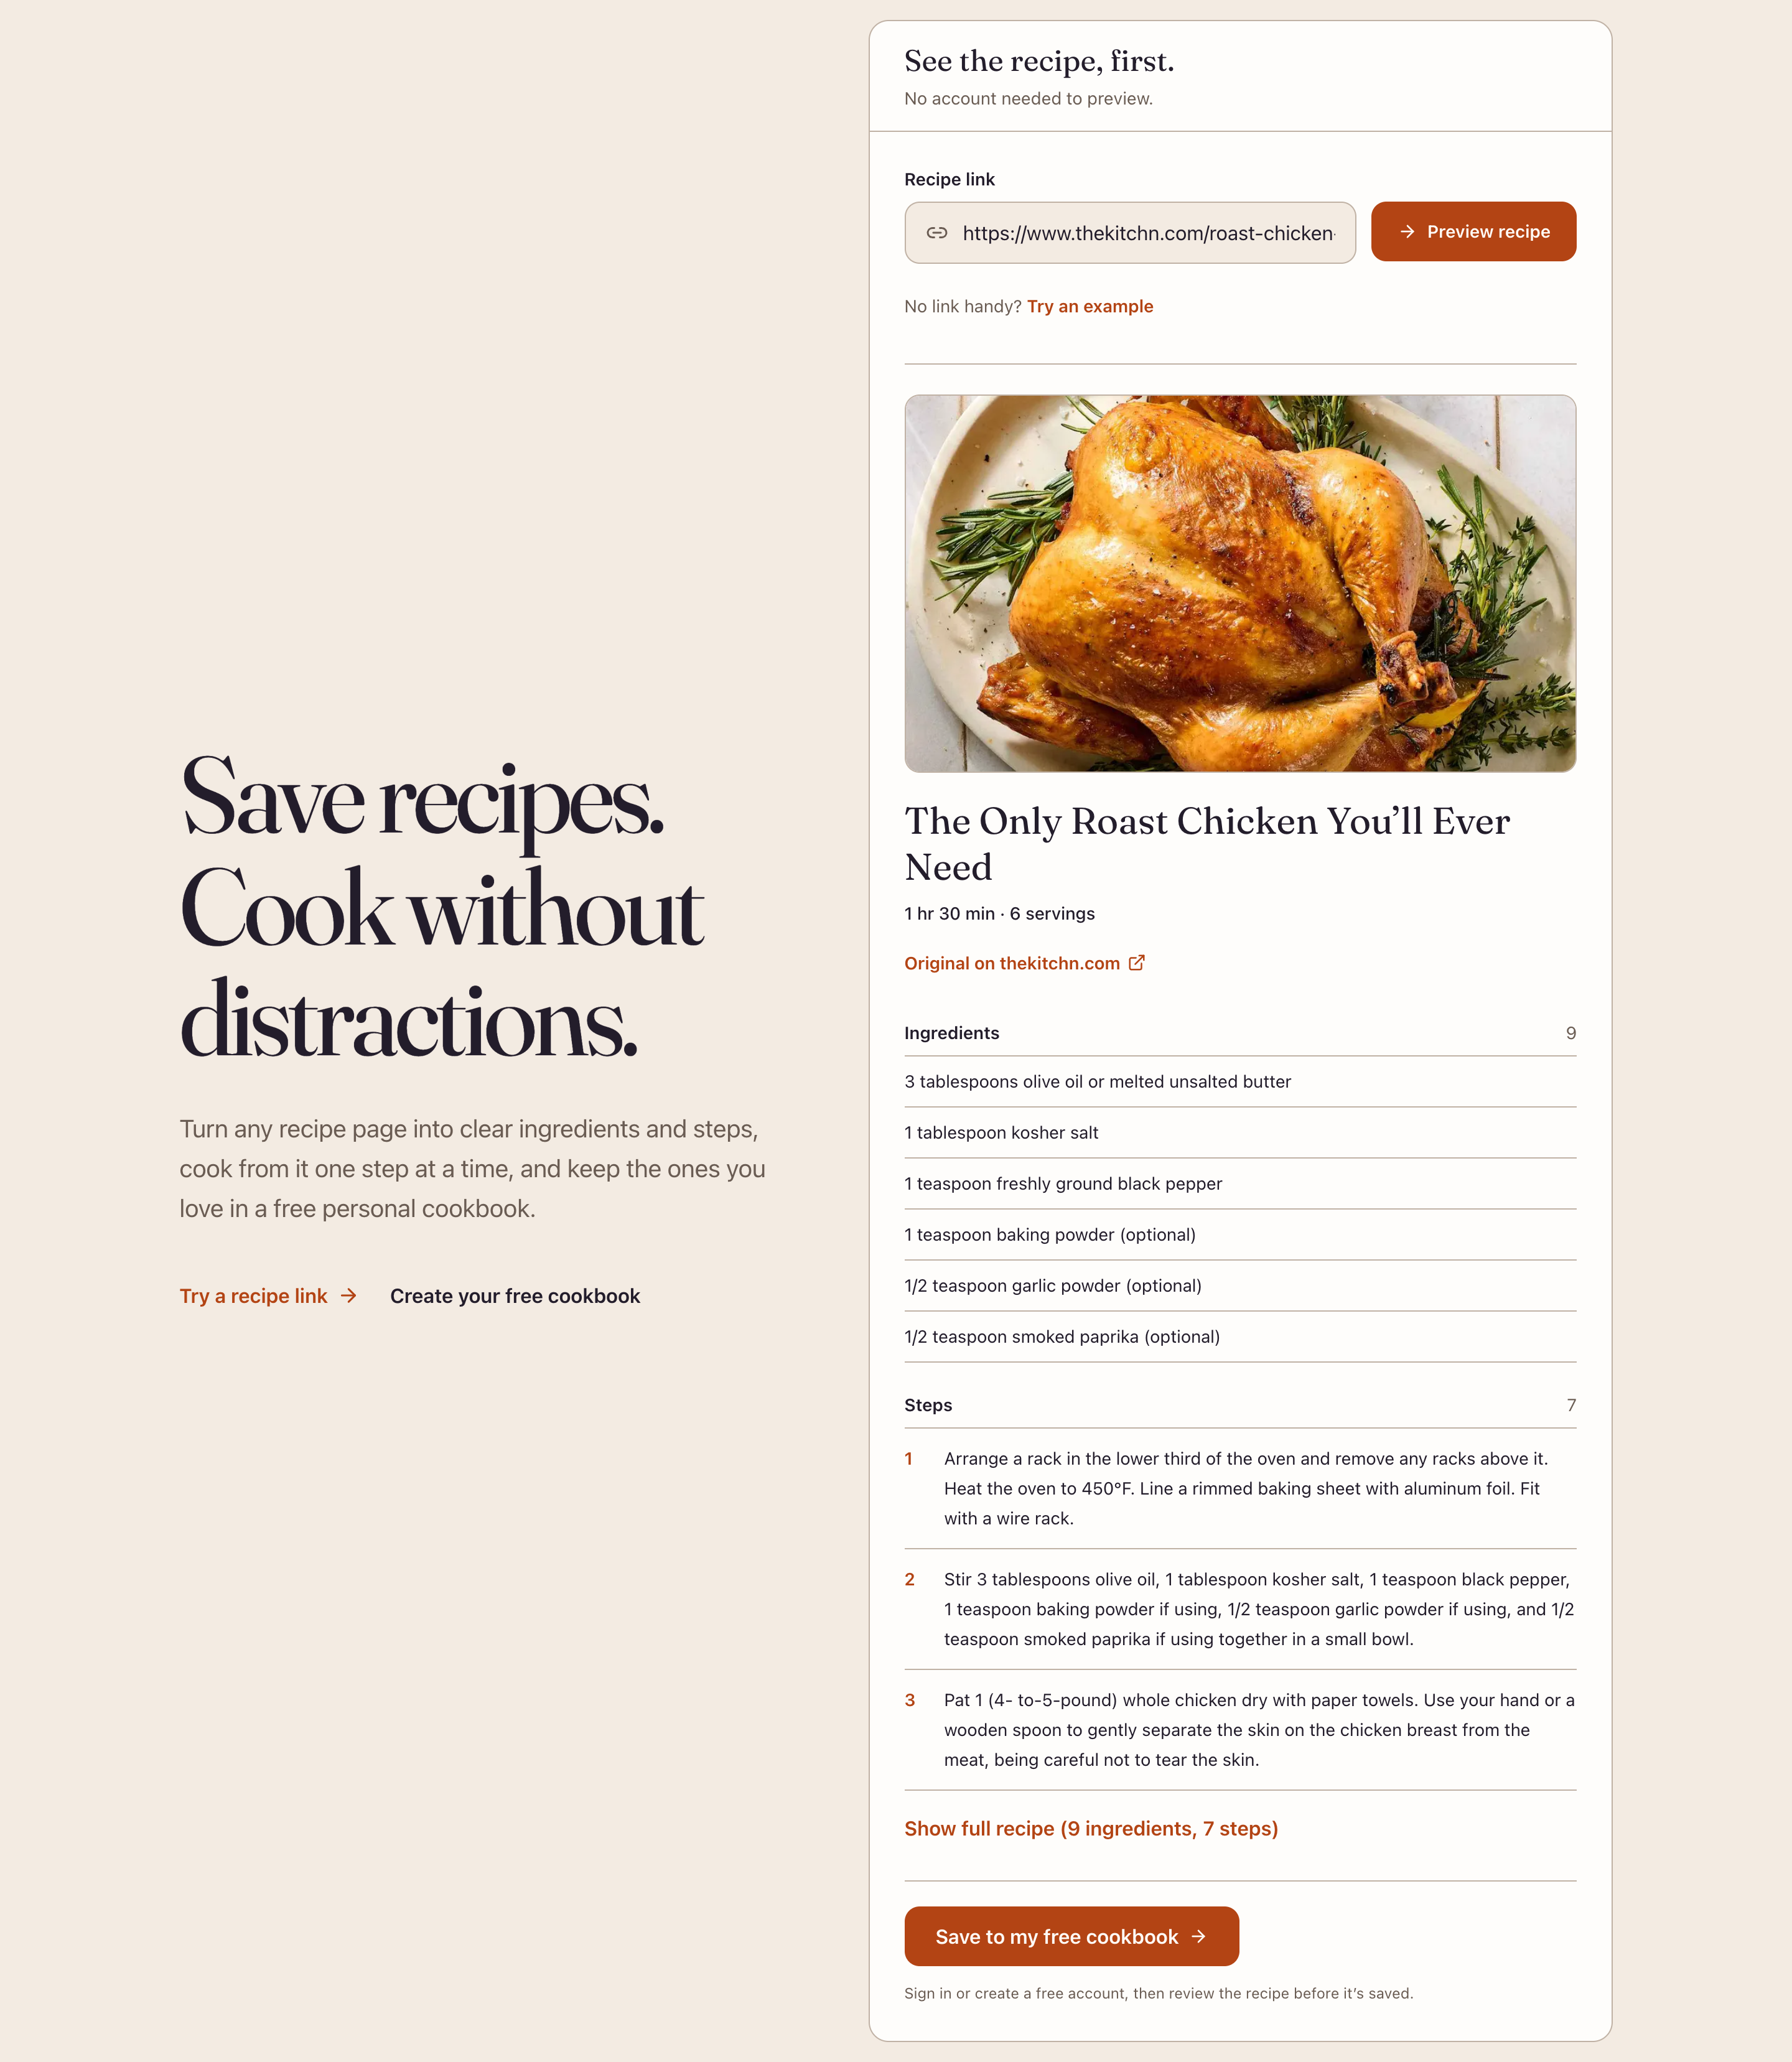 Save recipes.
Cook without
distractions.
Turn any recipe page into clear ingredients and steps,
cook from it one step at a time, and keep the ones you
love in a free personal cookbook.
Try a recipe link
Create your free cookbook
See the recipe, first.
No account needed to preview.
Recipe link
https://www.thekitchn.com/roast-chicken
Preview recipe
No link handy? Try an example
The Only Roast Chicken You’ll Ever
Need
1 hr 30 min · 6 servings
Original on thekitchn.com
Ingredients 9
3 tablespoons olive oil or melted unsalted butter
1 tablespoon kosher salt
1 teaspoon freshly ground black pepper
1 teaspoon baking powder (optional)
1/2 teaspoon garlic powder (optional)
1/2 teaspoon smoked paprika (optional)
Steps 7
1 Arrange a rack in the lower third of the oven and remove any racks above it.
Heat the oven to 450°F. Line a rimmed baking sheet with aluminum foil. Fit
with a wire rack.
2 Stir 3 tablespoons olive oil, 1 tablespoon kosher salt, 1 teaspoon black pepper,
1 teaspoon baking powder if using, 1/2 teaspoon garlic powder if using, and 1/2
teaspoon smoked paprika if using together in a small bowl.
3 Pat 1 (4- to-5-pound) whole chicken dry with paper towels. Use your hand or a
wooden spoon to gently separate the skin on the chicken breast from the
meat, being careful not to tear the skin.
Show full recipe (9 ingredients, 7 steps)
Save to my free cookbook
Sign in or create a free account, then review the recipe before it’s saved.